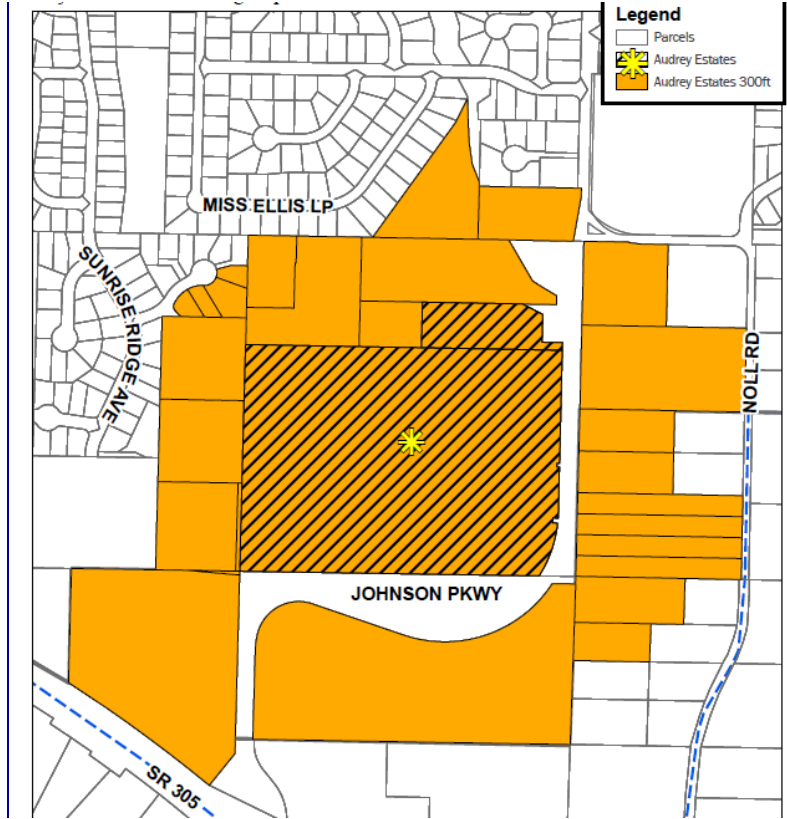 Legend
Parcels
Audrey Estates
Audrey Estates 300ft
MISS ELLIS LP
SUNRISE RIDGE AVE
NOLL RD
JOHNSON PKWY
SR 305